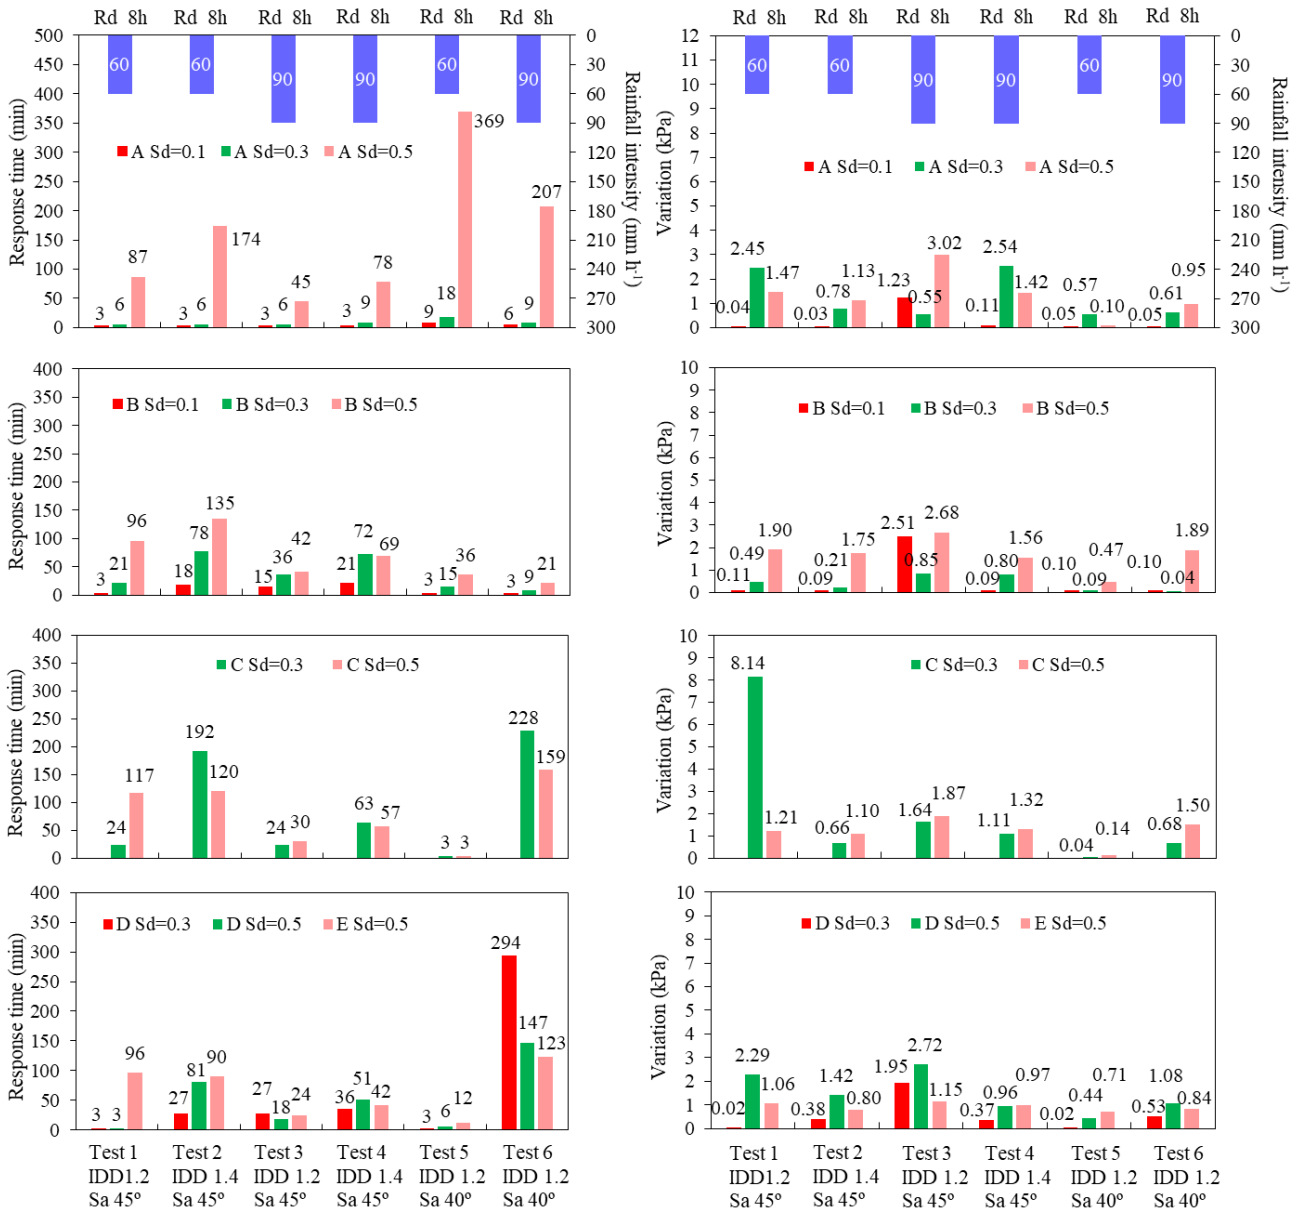 Rd 8h Rd 8h Rd 8h Rd 8h Rd 8h Rd 8h
500 450 400 350 300 250 200 150 100 50 0
Response time (min)
60 60 90 90 60 90
0 30 60 90 120 150 180 210 240 270 300
Rainfall intensity (mm h-1)
A Sd=0.1 A Sd=0.3 A Sd=0.5
3 6 87 3 6 174 3 6 45 3 9 78 9 18 369 6 9 207
Rd 8h Rd 8h Rd 8h Rd 8h Rd 8h Rd 8h
12 11 10 9 8 7 6 5 4 3 2 1 0
Variation (kPa)
60 60 90 90 60 90
0 30 60 90 120 150 180 210 240 270 300
Rainfall intensity (mm h-1)
A Sd=0.1 A Sd=0.3 A Sd=0.5
0.04 2.45 1.47 0.03 0.78 1.13 1.23 0.55 3.02 0.11 2.54 1.42 0.05 0.57 0.10 0.05 0.61 0.95
400 350 300 250 200 150 100 50 0
Response time (min)
B Sd=0.1 B Sd=0.3 B Sd=0.5
3 21 96 18 78 135 15 36 42 21 72 69 3 15 36 3 9 21
10 9 8 7 6 5 4 3 2 1 0
Variation (kPa)
B Sd=0.1 B Sd=0.3 B Sd=0.5
0.11 0.49 1.90 0.09 0.21 1.75 2.51 0.85 2.68 0.09 0.80 1.56 0.10 0.09 0.47 0.10 0.04 1.89
400 350 300 250 200 150 100 50 0
Response time (min)
C Sd=0.3 C Sd=0.5
24 117 192 120 24 30 63 57 3 3 228 159
10 9 8 7 6 5 4 3 2 1 0
Variation (kPa)
C Sd=0.3 C Sd=0.5
8.14 1.21 0.66 1.10 1.64 1.87 1.11 1.32 0.04 0.14 0.68 1.50
400 350 300 250 200 150 100 50 0
Response time (min)
D Sd=0.3 D Sd=0.5 E Sd=0.5
3 3 96 27 81 90 27 18 24 36 51 42 3 6 12 294 147 123
Test 1 Test 2 Test 3 Test 4 Test 5 Test 6
IDD1.2 IDD 1.4 IDD 1.2 IDD 1.4 IDD 1.2 IDD 1.2
Sa 45° Sa 45° Sa 45° Sa 45° Sa 40° Sa 40°
10 9 8 7 6 5 4 3 2 1 0
Variation (kPa)
D Sd=0.3 D Sd=0.5 E Sd=0.5
0.02 2.29 1.06 0.38 1.42 0.80 1.95 2.72 1.15 0.37 0.96 0.97 0.02 0.44 0.71 0.53 1.08 0.84
Test 1 Test 2 Test 3 Test 4 Test 5 Test 6
IDD1.2 IDD 1.4 IDD 1.2 IDD 1.4 IDD 1.2 IDD 1.2
Sa 45° Sa 45° Sa 45° Sa 45° Sa 40° Sa 40°